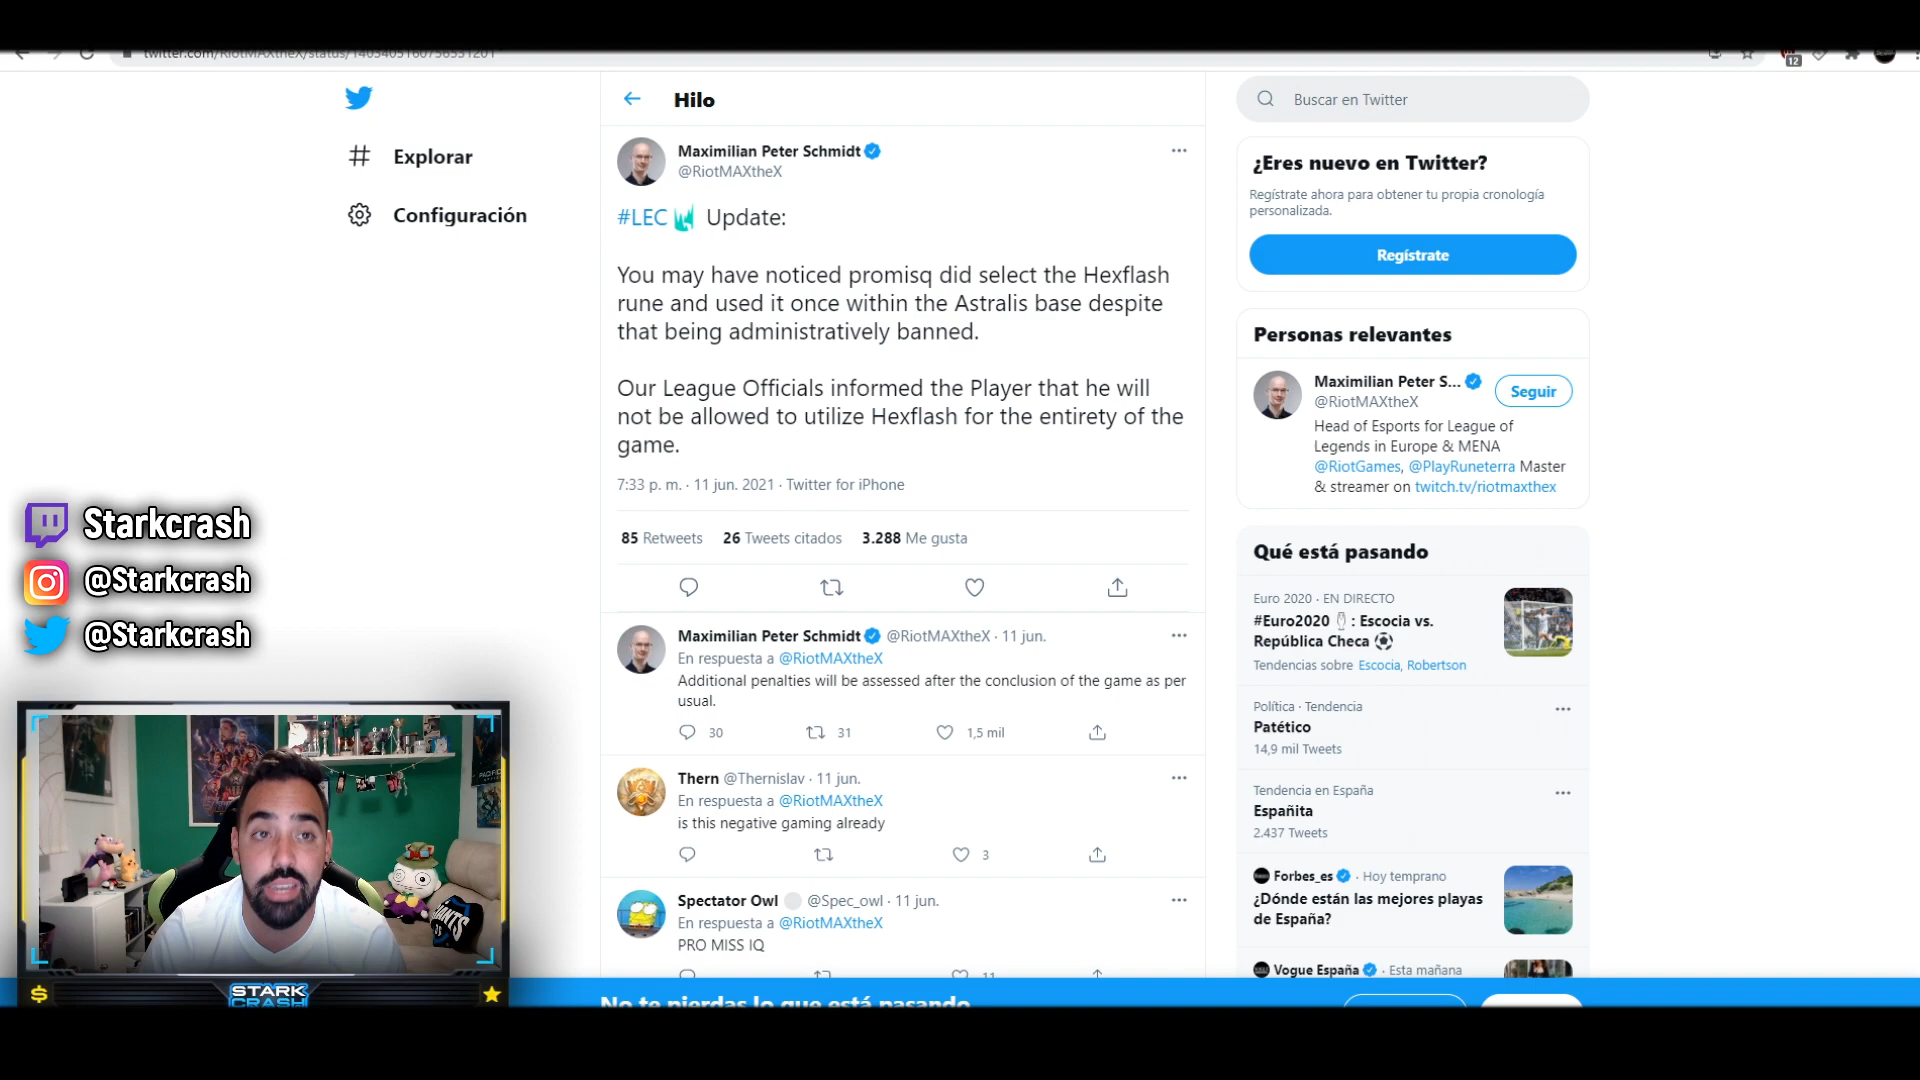 twitter.com/RiotMAXtheX/status/1403405160756531201
12
Hilo
Buscar en Twitter
Explorar
Configuración
Maximilian Peter Schmidt
@RiotMAXtheX
#LEC Update:
You may have noticed promisq did select the Hexflash
rune and used it once within the Astralis base despite
that being administratively banned.
Our League Officials informed the Player that he will
not be allowed to utilize Hexflash for the entirety of the
game.
7:33 p. m. · 11 jun. 2021 · Twitter for iPhone
85 Retweets 26 Tweets citados 3.288 Me gusta
Maximilian Peter Schmidt @RiotMAXtheX · 11 jun.
En respuesta a @RiotMAXtheX
Additional penalties will be assessed after the conclusion of the game as per
usual.
30 31 1,5 mil
Thern @Thernislav · 11 jun.
En respuesta a @RiotMAXtheX
is this negative gaming already
3
Spectator Owl @Spec_owl · 11 jun.
En respuesta a @RiotMAXtheX
PRO MISS IQ
11
¿Eres nuevo en Twitter?
Regístrate ahora para obtener tu propia cronología
personalizada.
Regístrate
Personas relevantes
Maximilian Peter S...
@RiotMAXtheX
Seguir
Head of Esports for League of
Legends in Europe & MENA
@RiotGames, @PlayRuneterra Master
& streamer on twitch.tv/riotmaxthex
Qué está pasando
Euro 2020 · EN DIRECTO
#Euro2020 : Escocia vs.
República Checa
Tendencias sobre Escocia, Robertson
Política · Tendencia
Patético
14,9 mil Tweets
Tendencia en España
Españita
2.437 Tweets
Forbes_es · Hoy temprano
¿Dónde están las mejores playas
de España?
Vogue España · Esta mañana
No te pierdas lo que está pasando
Starkcrash
@Starkcrash
@Starkcrash
STARK
CRASH